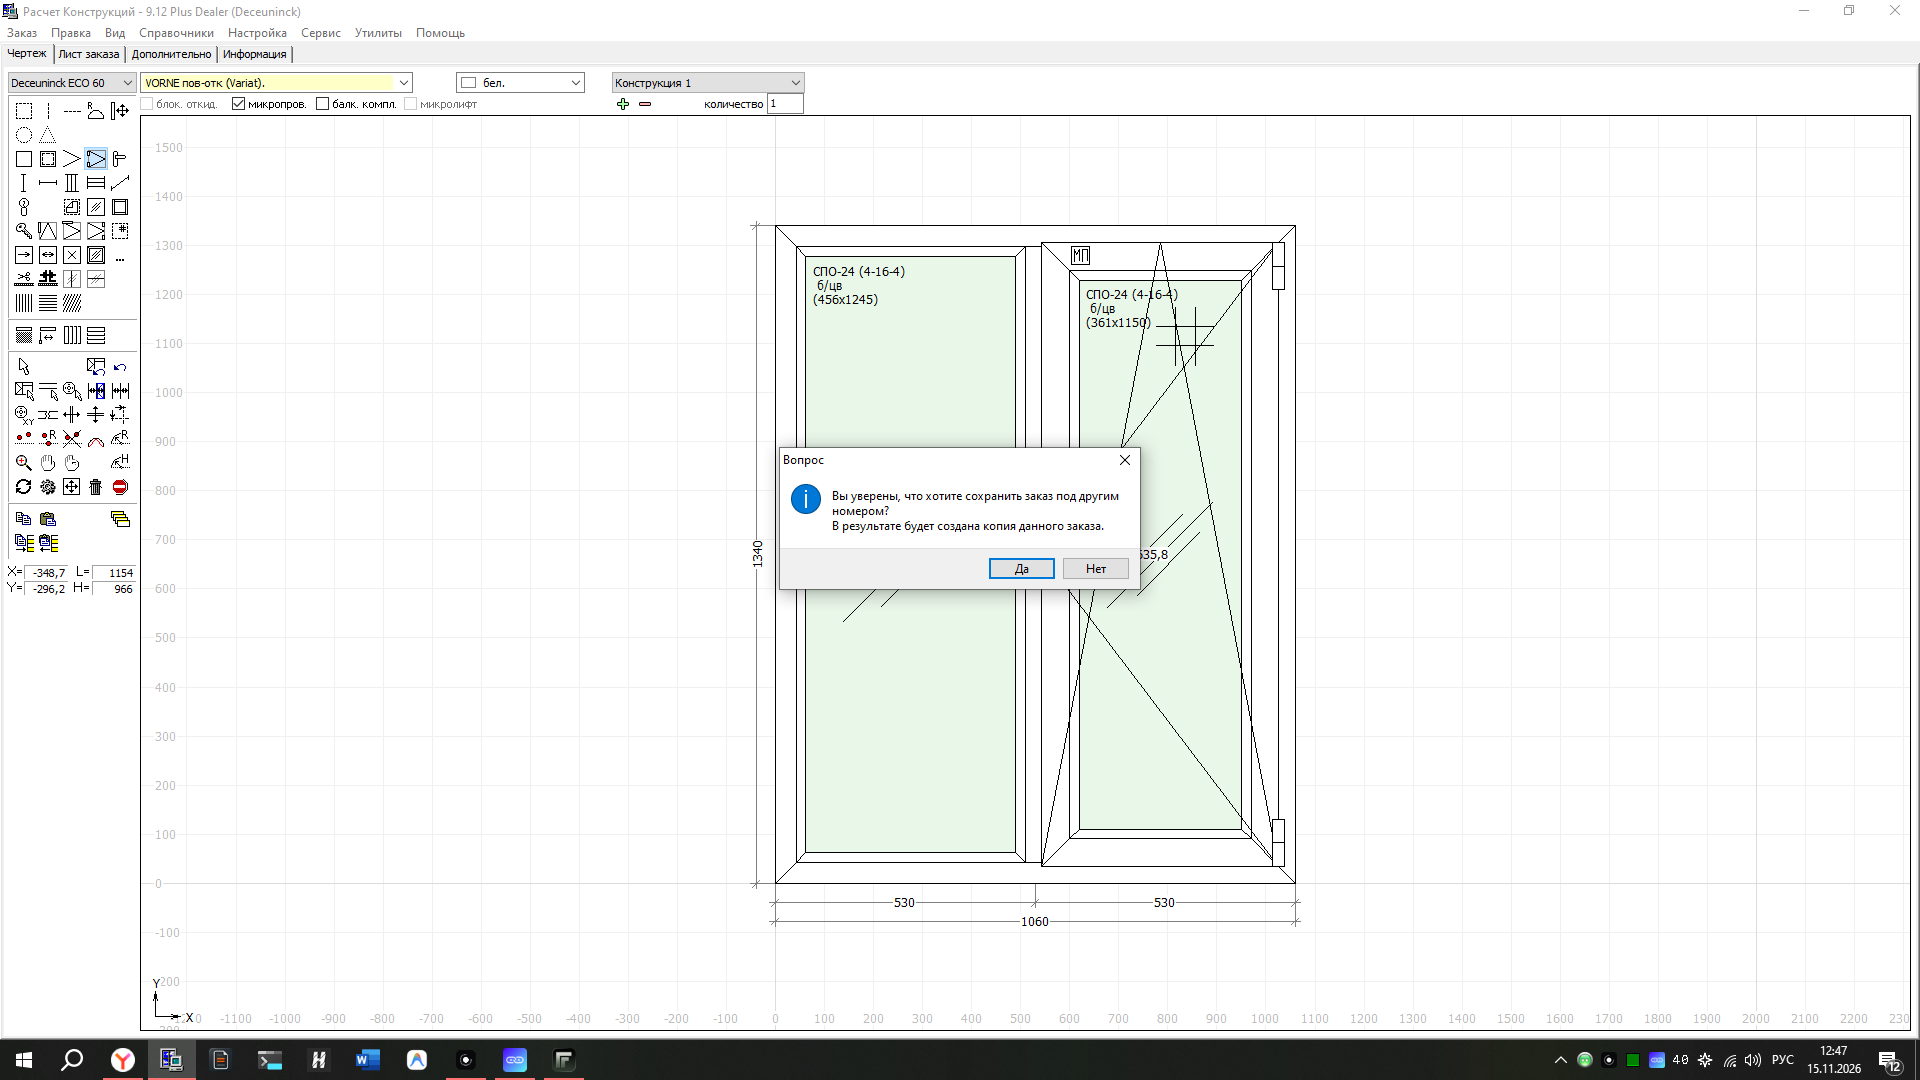 Расчет Конструкций - 9.12 Plus Dealer (Deceuninck)
Заказ Правка Вид Справочники Настройка Сервис Утилиты Помощь
Чертеж Лист заказа Дополнительно Информация
Deceuninck ECO 60 VORNE пов-отк (Variat). бел. Конструкция 1
блок. откид. микропров. балк. компл. микролифт количество 1
1500
1400
1300
1200
1100
1000
900
800
700
600
500
400
300
200
100
0
-100
-200
СПО-24 (4-16-4)
б/цв
(456x1245)
МП
СПО-24 (4-16-4)
б/цв
(361x1150)
Вопрос
Вы уверены, что хотите сохранить заказ под другим
номером?
В результате будет создана копия данного заказа.
Да Нет
535,8
1340
X= -348,7 L= 1154
Y= -296,2 H= 966
530 530
1060
Y
X
-1100 -1000 -900 -800 -700 -600 -500 -400 -300 -200 -100 0 100 200 300 400 500 600 700 800 900 1000 1100 1200 1300 1400 1500 1600 1700 1800 1900 2000 2100 2200
40 РУС 12:47
15.11.2026
12